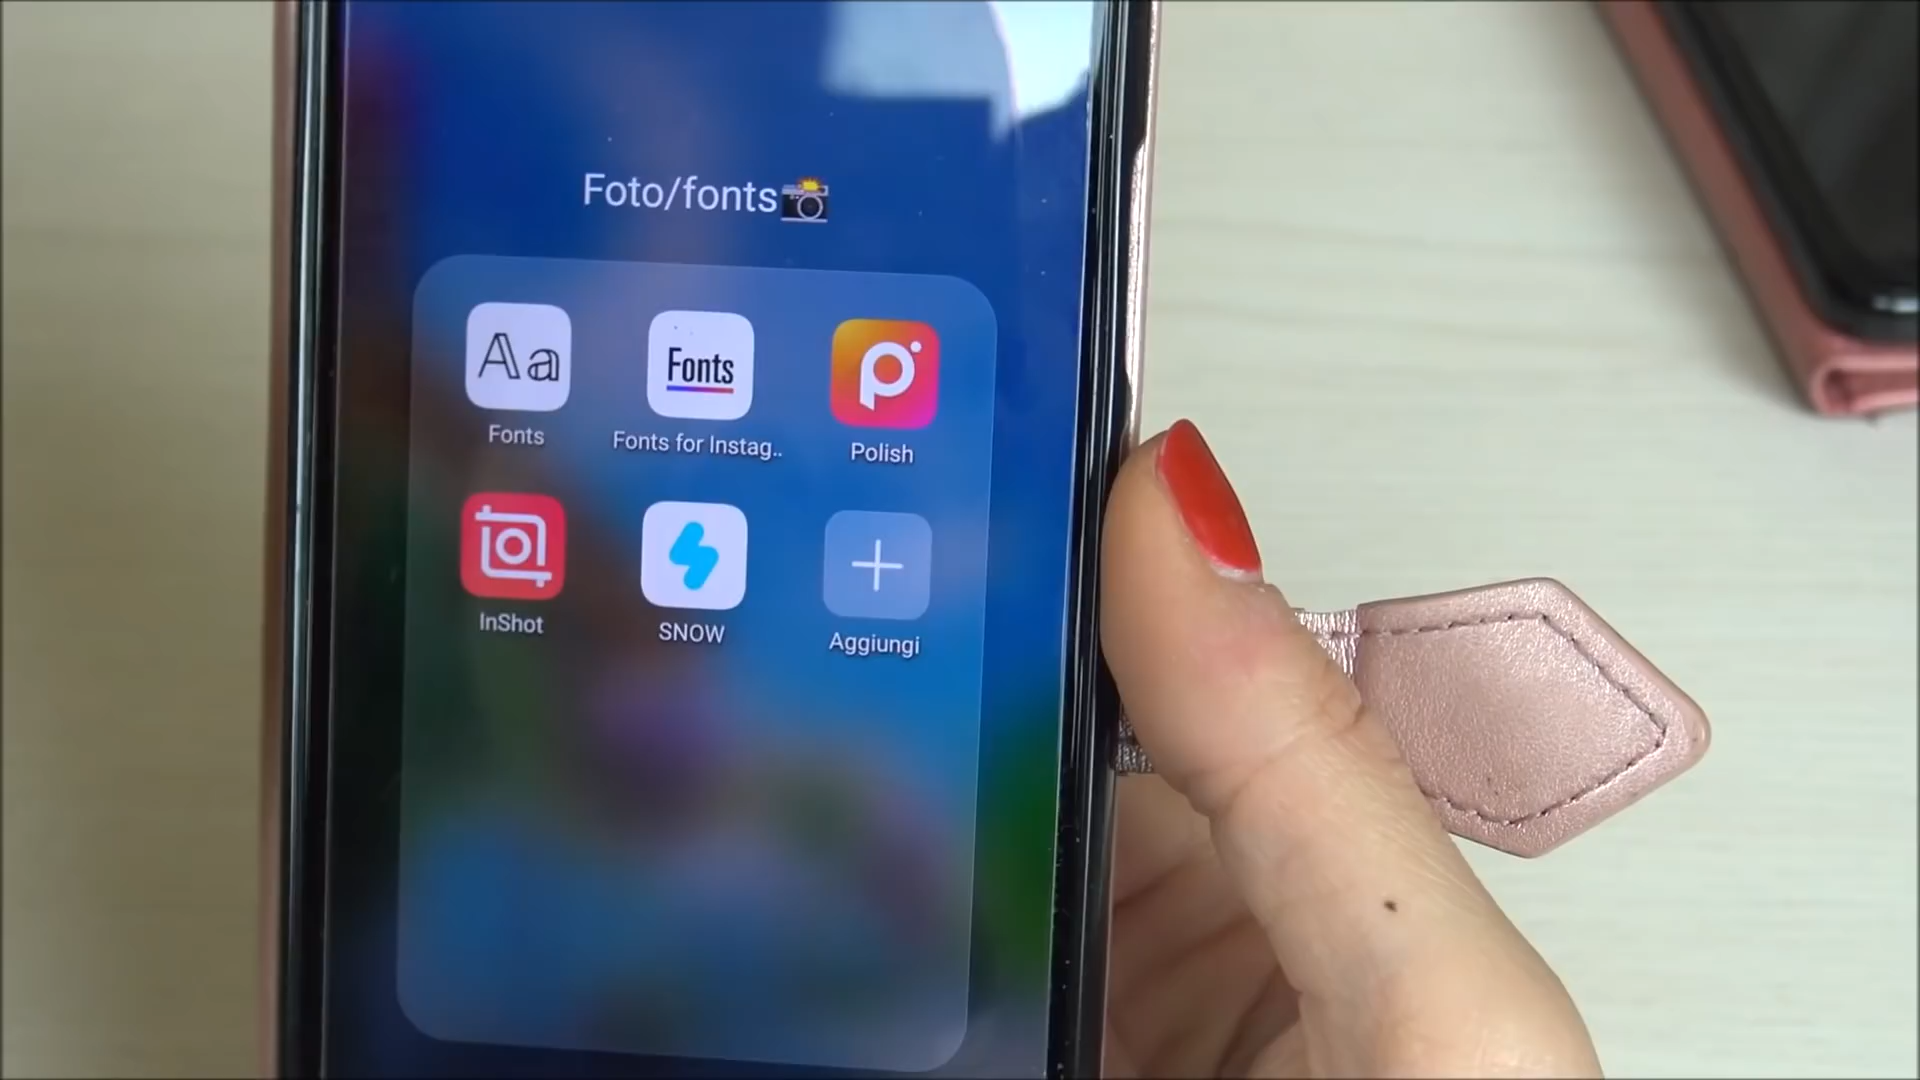 Foto/fonts📸
Aa
Fonts
Fonts
Fonts for Instag..
Polish
InShot
SNOW
Aggiungi